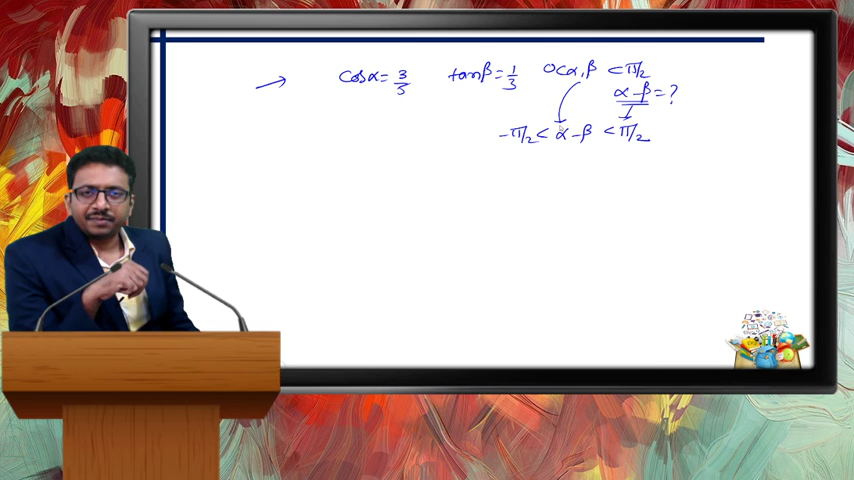 → cosα = 3/5 tanβ = 1/3 0<α,β <π/2
α-β = ?
-π/2 < α-β < π/2